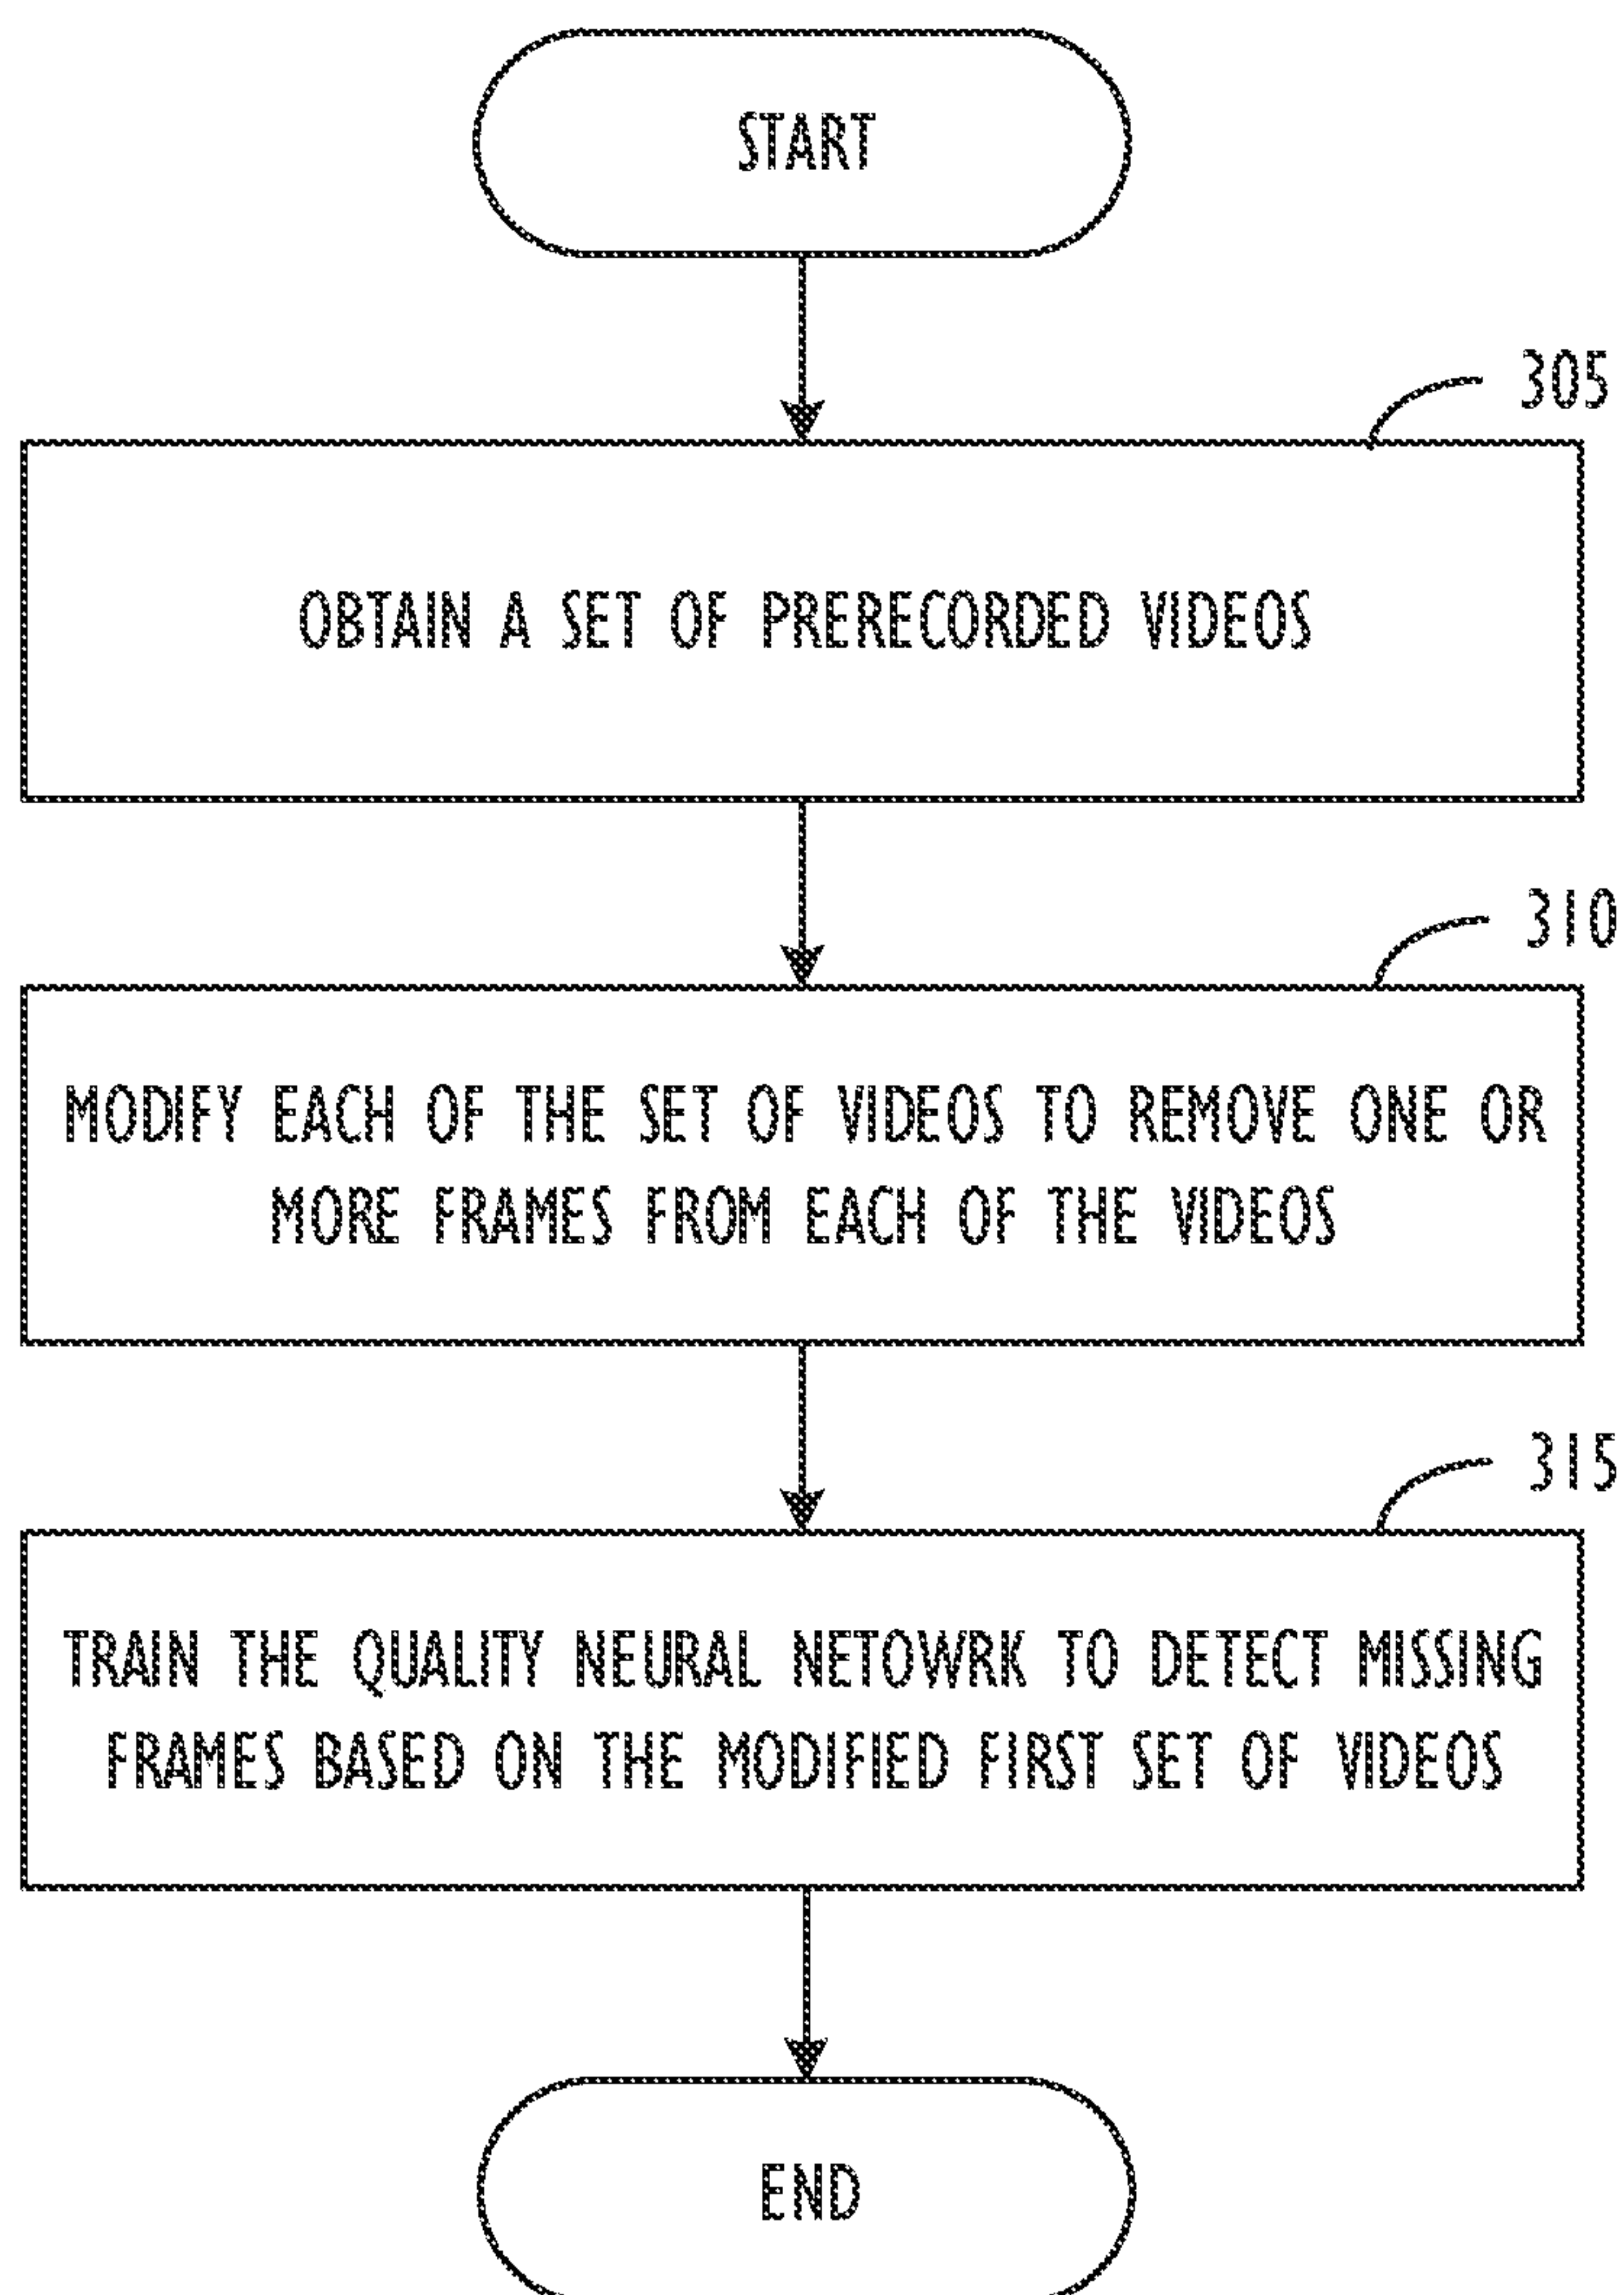 START
305
OBTAIN A SET OF PRERECORDED VIDEOS
310
MODIFY EACH OF THE SET OF VIDEOS TO REMOVE ONE OR
MORE FRAMES FROM EACH OF THE VIDEOS
315
TRAIN THE QUALITY NEURAL NETOWRK TO DETECT MISSING
FRAMES BASED ON THE MODIFIED FIRST SET OF VIDEOS
END